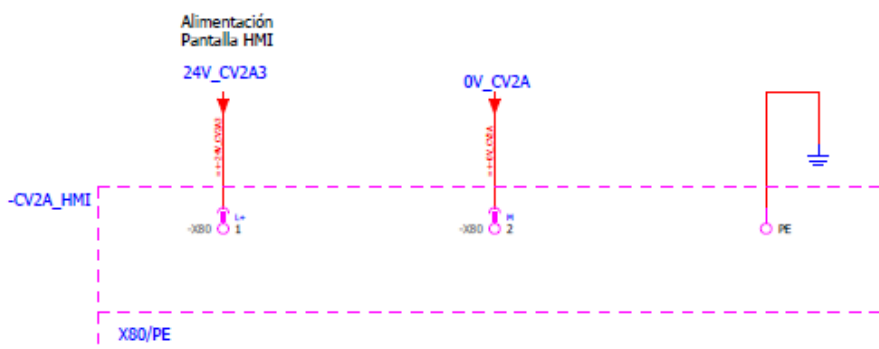 Alimentación
Pantalla HMI
24V_CV2A3
0V_CV2A
-CV2A_HMI
L+
-X80 1
M
-X80 2
PE
X80/PE